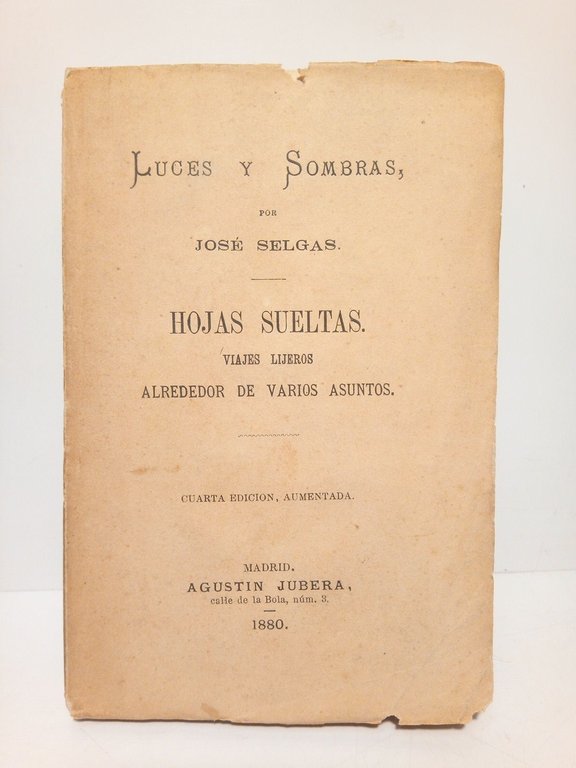 LUCES Y SOMBRAS,
POR
JOSÉ SELGAS.
HOJAS SUELTAS.
VIAJES LIJEROS
ALREDEDOR DE VARIOS ASUNTOS.
CUARTA EDICION, AUMENTADA.
MADRID.
AGUSTIN JUBERA,
calle de la Bola, núm. 3.
1880.